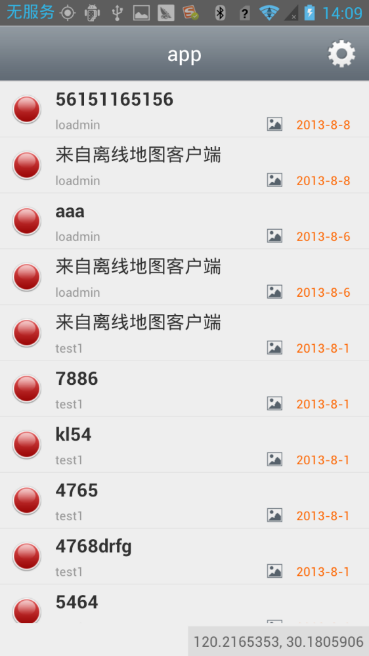 无服务 14:09
app
56151165156
loadmin 2013-8-8
来自离线地图客户端
loadmin 2013-8-8
aaa
loadmin 2013-8-6
来自离线地图客户端
loadmin 2013-8-6
来自离线地图客户端
test1 2013-8-1
7886
test1 2013-8-1
kl54
test1 2013-8-1
4765
test1 2013-8-1
4768drfg
test1 2013-8-1
5464
120.2165353, 30.1805906